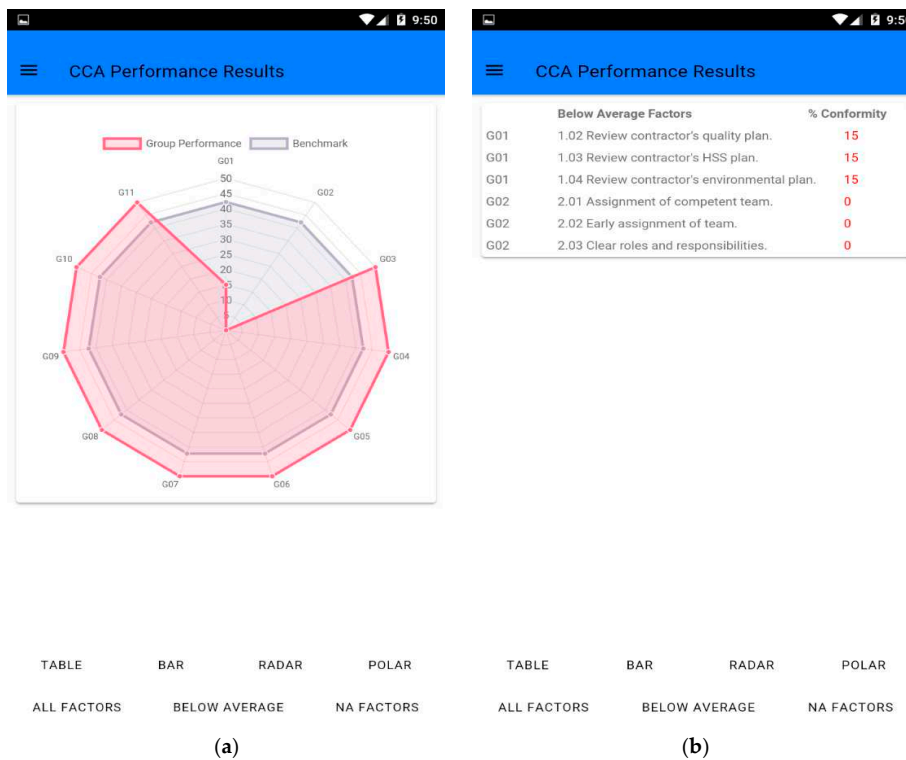 9:50
CCA Performance Results
Group Performance Benchmark
G01
G11 50 G02
45
40
35
30
25
G10 20 G03
15
10
5
G09 G04
G08 G05
G07 G06
TABLE BAR RADAR POLAR
ALL FACTORS BELOW AVERAGE NA FACTORS
(a)
9:50
CCA Performance Results
Below Average Factors % Conformity
G01 1.02 Review contractor's quality plan. 15
G01 1.03 Review contractor's HSS plan. 15
G01 1.04 Review contractor's environmental plan. 15
G02 2.01 Assignment of competent team. 0
G02 2.02 Early assignment of team. 0
G02 2.03 Clear roles and responsibilities. 0
TABLE BAR RADAR POLAR
ALL FACTORS BELOW AVERAGE NA FACTORS
(b)